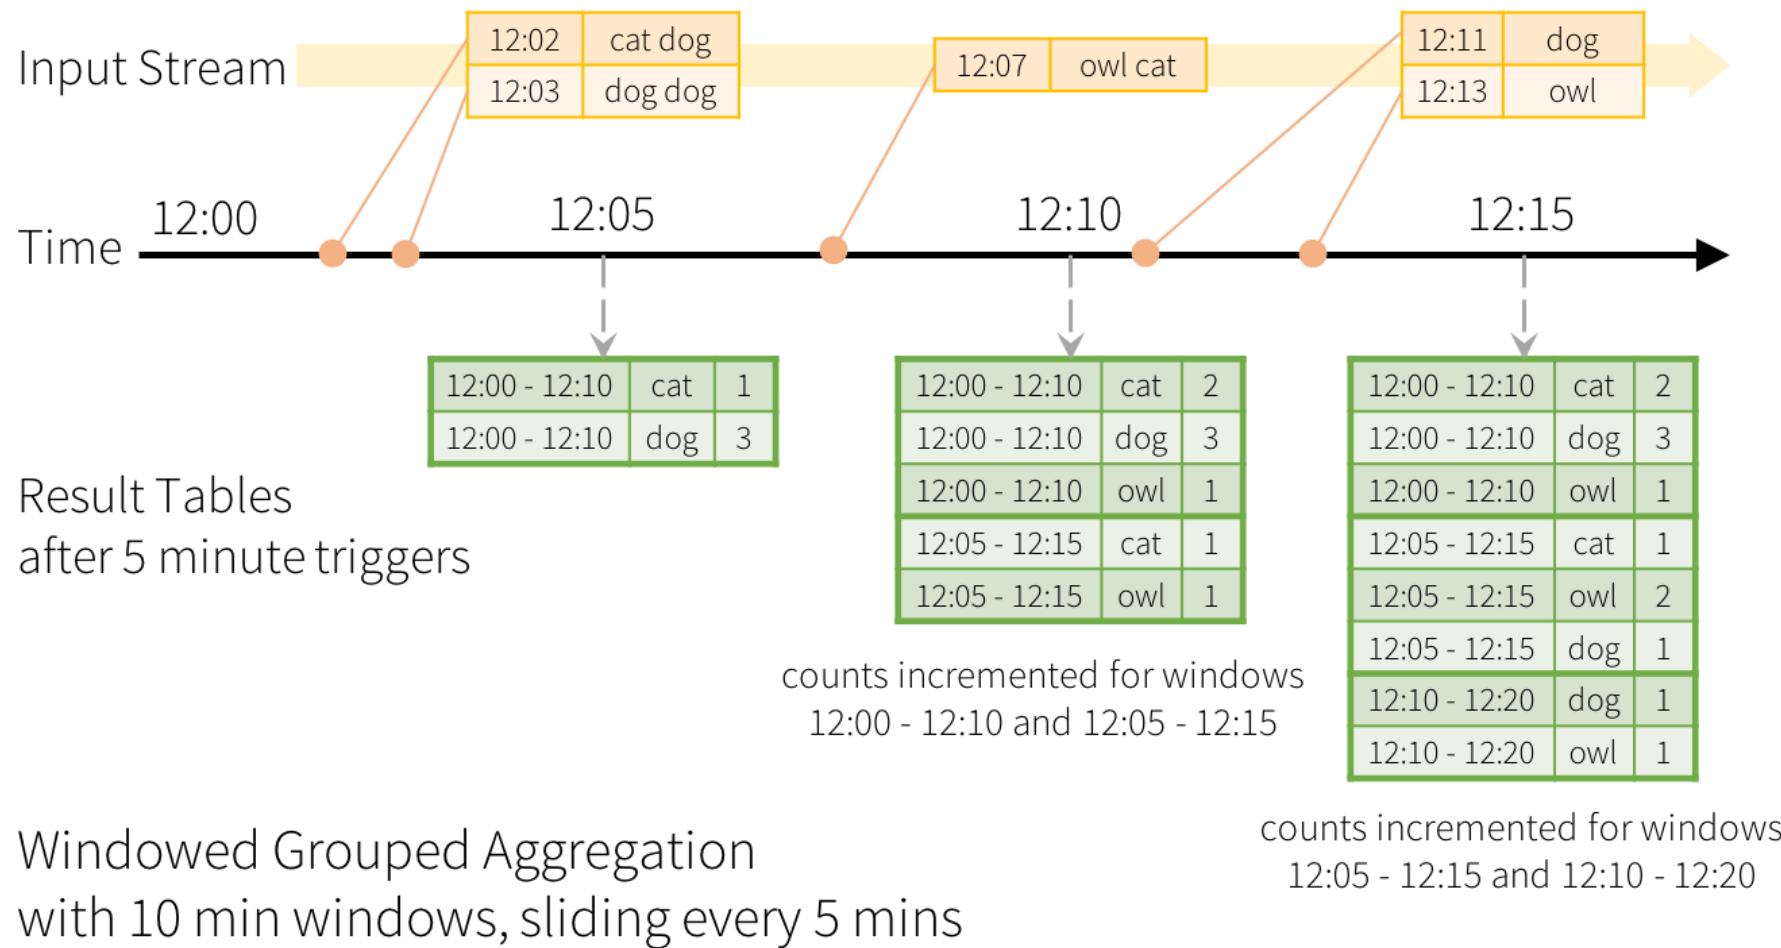 Input Stream
12:02 cat dog
12:03 dog dog
12:07 owl cat
12:11 dog
12:13 owl
Time
12:00
12:05
12:10
12:15
12:00 - 12:10 cat 1
12:00 - 12:10 dog 3
12:00 - 12:10 cat 2
12:00 - 12:10 dog 3
12:00 - 12:10 owl 1
12:05 - 12:15 cat 1
12:05 - 12:15 owl 1
12:00 - 12:10 cat 2
12:00 - 12:10 dog 3
12:00 - 12:10 owl 1
12:05 - 12:15 cat 1
12:05 - 12:15 owl 2
12:05 - 12:15 dog 1
12:10 - 12:20 dog 1
12:10 - 12:20 owl 1
Result Tables
after 5 minute triggers
counts incremented for windows
12:00 - 12:10 and 12:05 - 12:15
counts incremented for windows
12:05 - 12:15 and 12:10 - 12:20
Windowed Grouped Aggregation
with 10 min windows, sliding every 5 mins